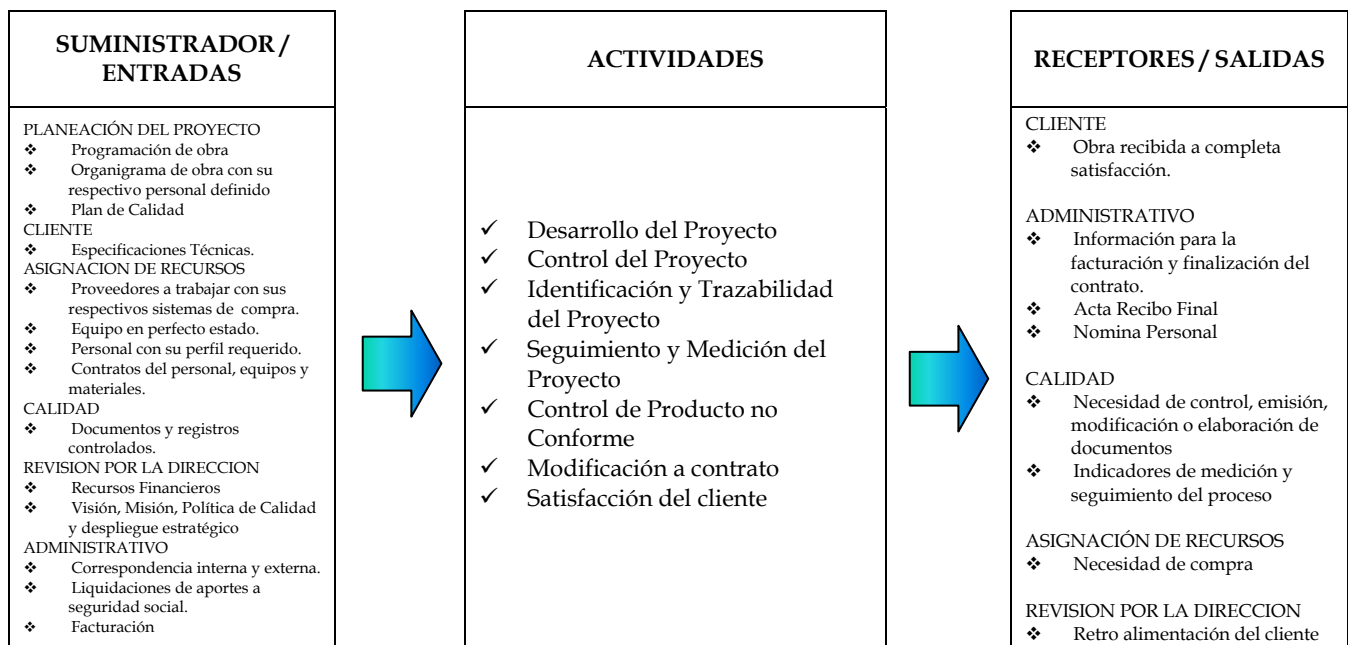 SUMINISTRADOR /
ENTRADAS
PLANEACIÓN DEL PROYECTO
❖ Programación de obra
❖ Organigrama de obra con su
respectivo personal definido
❖ Plan de Calidad
CLIENTE
❖ Especificaciones Técnicas.
ASIGNACION DE RECURSOS
❖ Proveedores a trabajar con sus
respectivos sistemas de compra.
❖ Equipo en perfecto estado.
❖ Personal con su perfil requerido.
❖ Contratos del personal, equipos y
materiales.
CALIDAD
❖ Documentos y registros
controlados.
REVISION POR LA DIRECCION
❖ Recursos Financieros
❖ Visión, Misión, Política de Calidad
y despliegue estratégico
ADMINISTRATIVO
❖ Correspondencia interna y externa.
❖ Liquidaciones de aportes a
seguridad social.
❖ Facturación
ACTIVIDADES
✓ Desarrollo del Proyecto
✓ Control del Proyecto
✓ Identificación y Trazabilidad
del Proyecto
✓ Seguimiento y Medición del
Proyecto
✓ Control de Producto no
Conforme
✓ Modificación a contrato
✓ Satisfacción del cliente
RECEPTORES / SALIDAS
CLIENTE
❖ Obra recibida a completa
satisfacción.
ADMINISTRATIVO
❖ Información para la
facturación y finalización del
contrato.
❖ Acta Recibo Final
❖ Nomina Personal
CALIDAD
❖ Necesidad de control, emisión,
modificación o elaboración de
documentos
❖ Indicadores de medición y
seguimiento del proceso
ASIGNACIÓN DE RECURSOS
❖ Necesidad de compra
REVISION POR LA DIRECCION
❖ Retro alimentación del cliente